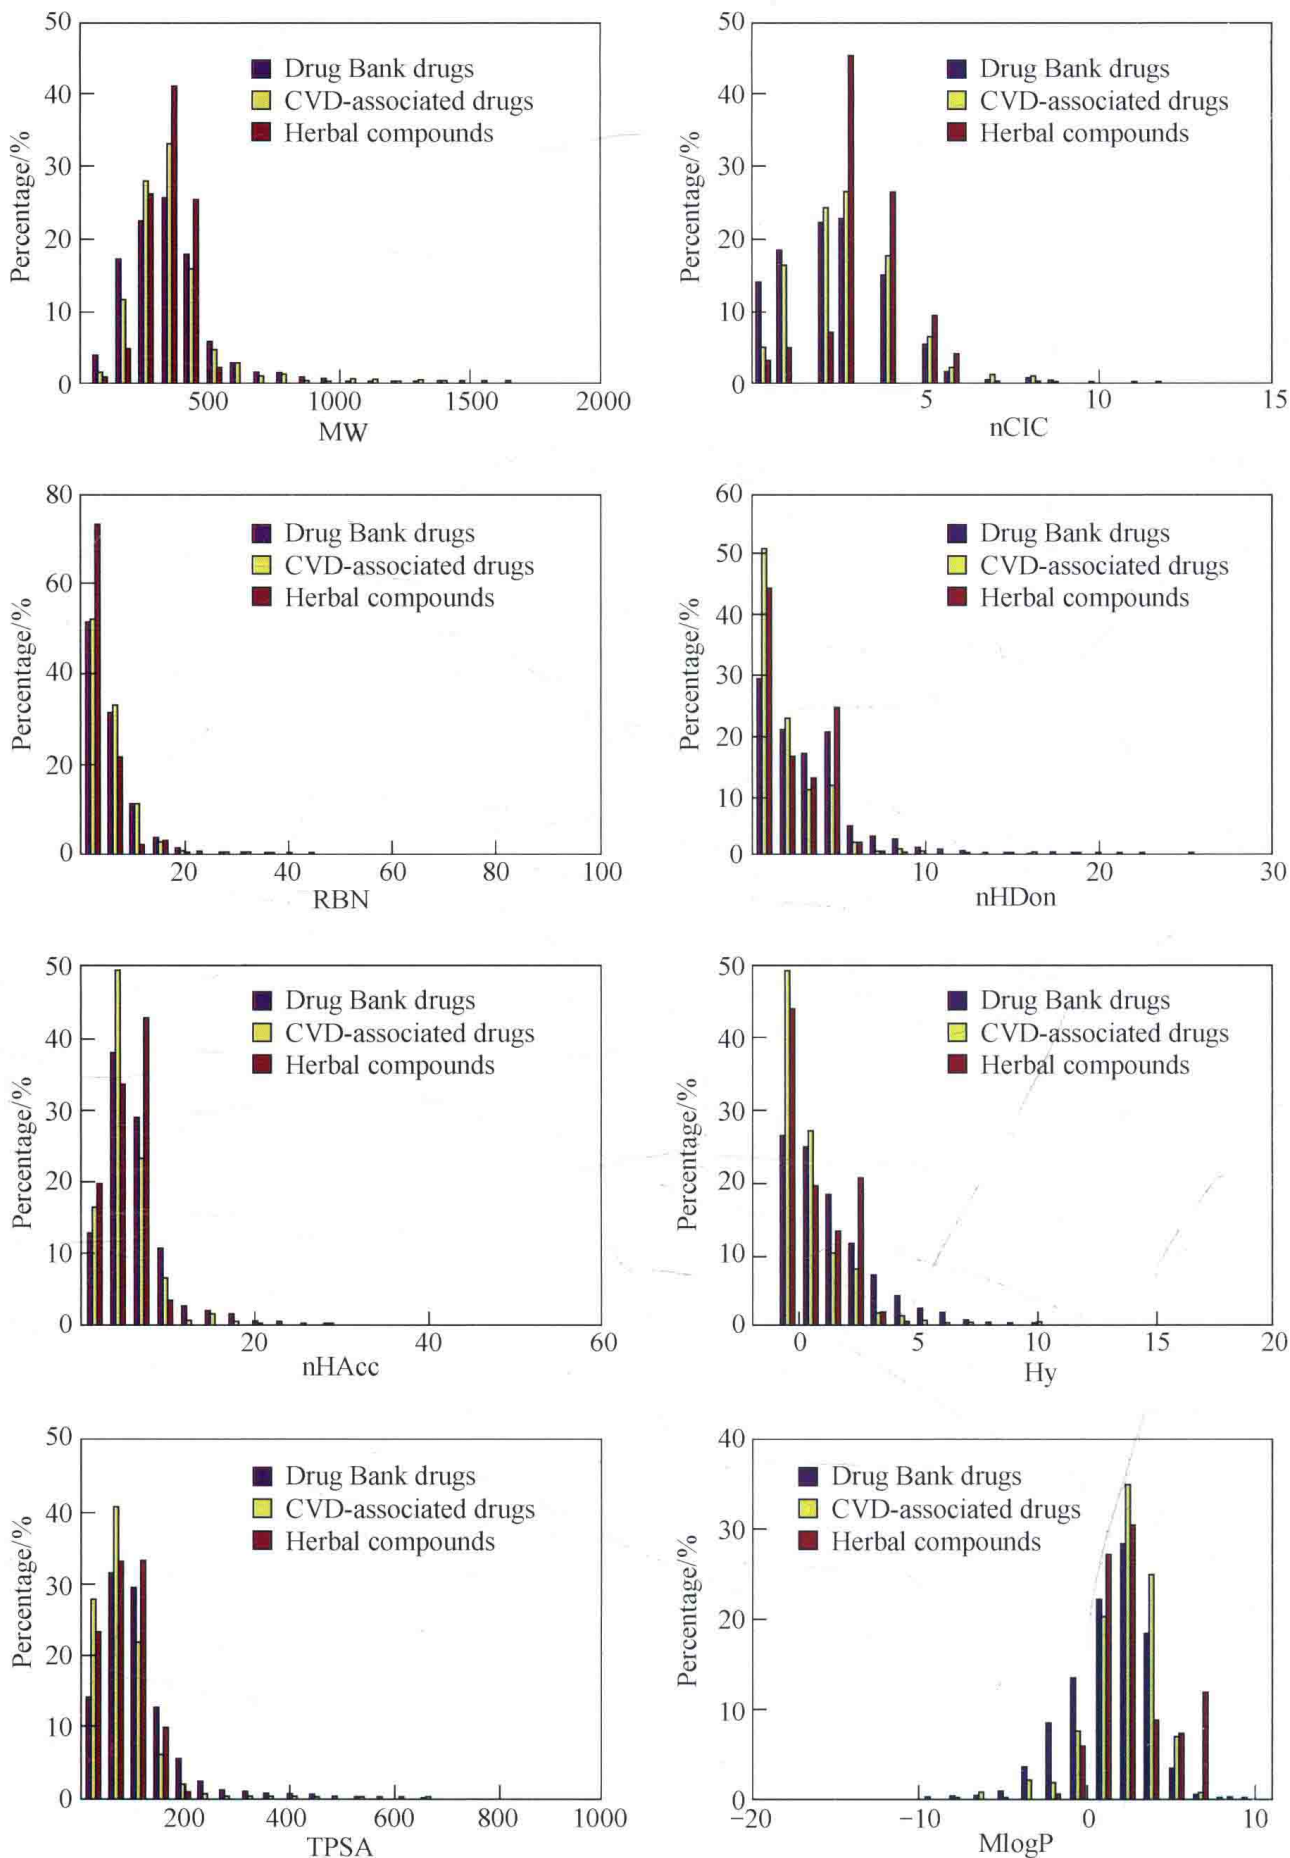 50
40
30
20
10
0
Percentage/%
Drug Bank drugs
CVD-associated drugs
Herbal compounds
500
1000
1500
2000
MW
50
40
30
20
10
0
Percentage/%
Drug Bank drugs
CVD-associated drugs
Herbal compounds
5
10
15
nCIC
80
60
40
20
0
Percentage/%
Drug Bank drugs
CVD-associated drugs
Herbal compounds
20
40
60
80
100
RBN
60
50
40
30
20
10
0
Percentage/%
Drug Bank drugs
CVD-associated drugs
Herbal compounds
10
20
30
nHDon
50
40
30
20
10
0
Percentage/%
Drug Bank drugs
CVD-associated drugs
Herbal compounds
20
40
60
nHAcc
50
40
30
20
10
0
Percentage/%
Drug Bank drugs
CVD-associated drugs
Herbal compounds
0
5
10
15
20
Hy
50
40
30
20
10
0
Percentage/%
Drug Bank drugs
CVD-associated drugs
Herbal compounds
200
400
600
800
1000
TPSA
40
30
20
10
0
Percentage/%
Drug Bank drugs
CVD-associated drugs
Herbal compounds
−20
−10
0
10
MlogP